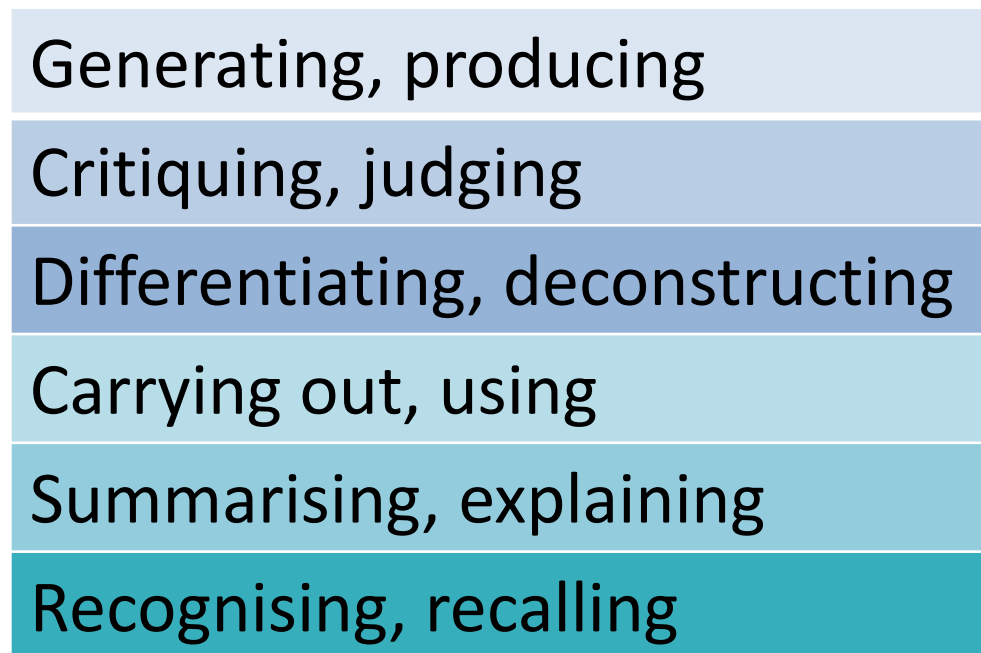 Generating, producing
Critiquing, judging
Differentiating, deconstructing
Carrying out, using
Summarising, explaining
Recognising, recalling